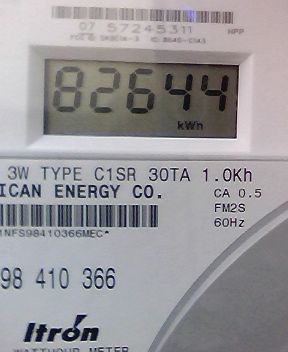 07 57245311 NPP
82644
kWh
3W TYPE C1SR 30TA 1.0Kh
ICAN ENERGY CO. CA 0.5
FM2S
60Hz
1NFS98410366MEC*
98 410 366
Itron
WATTHOUR METER